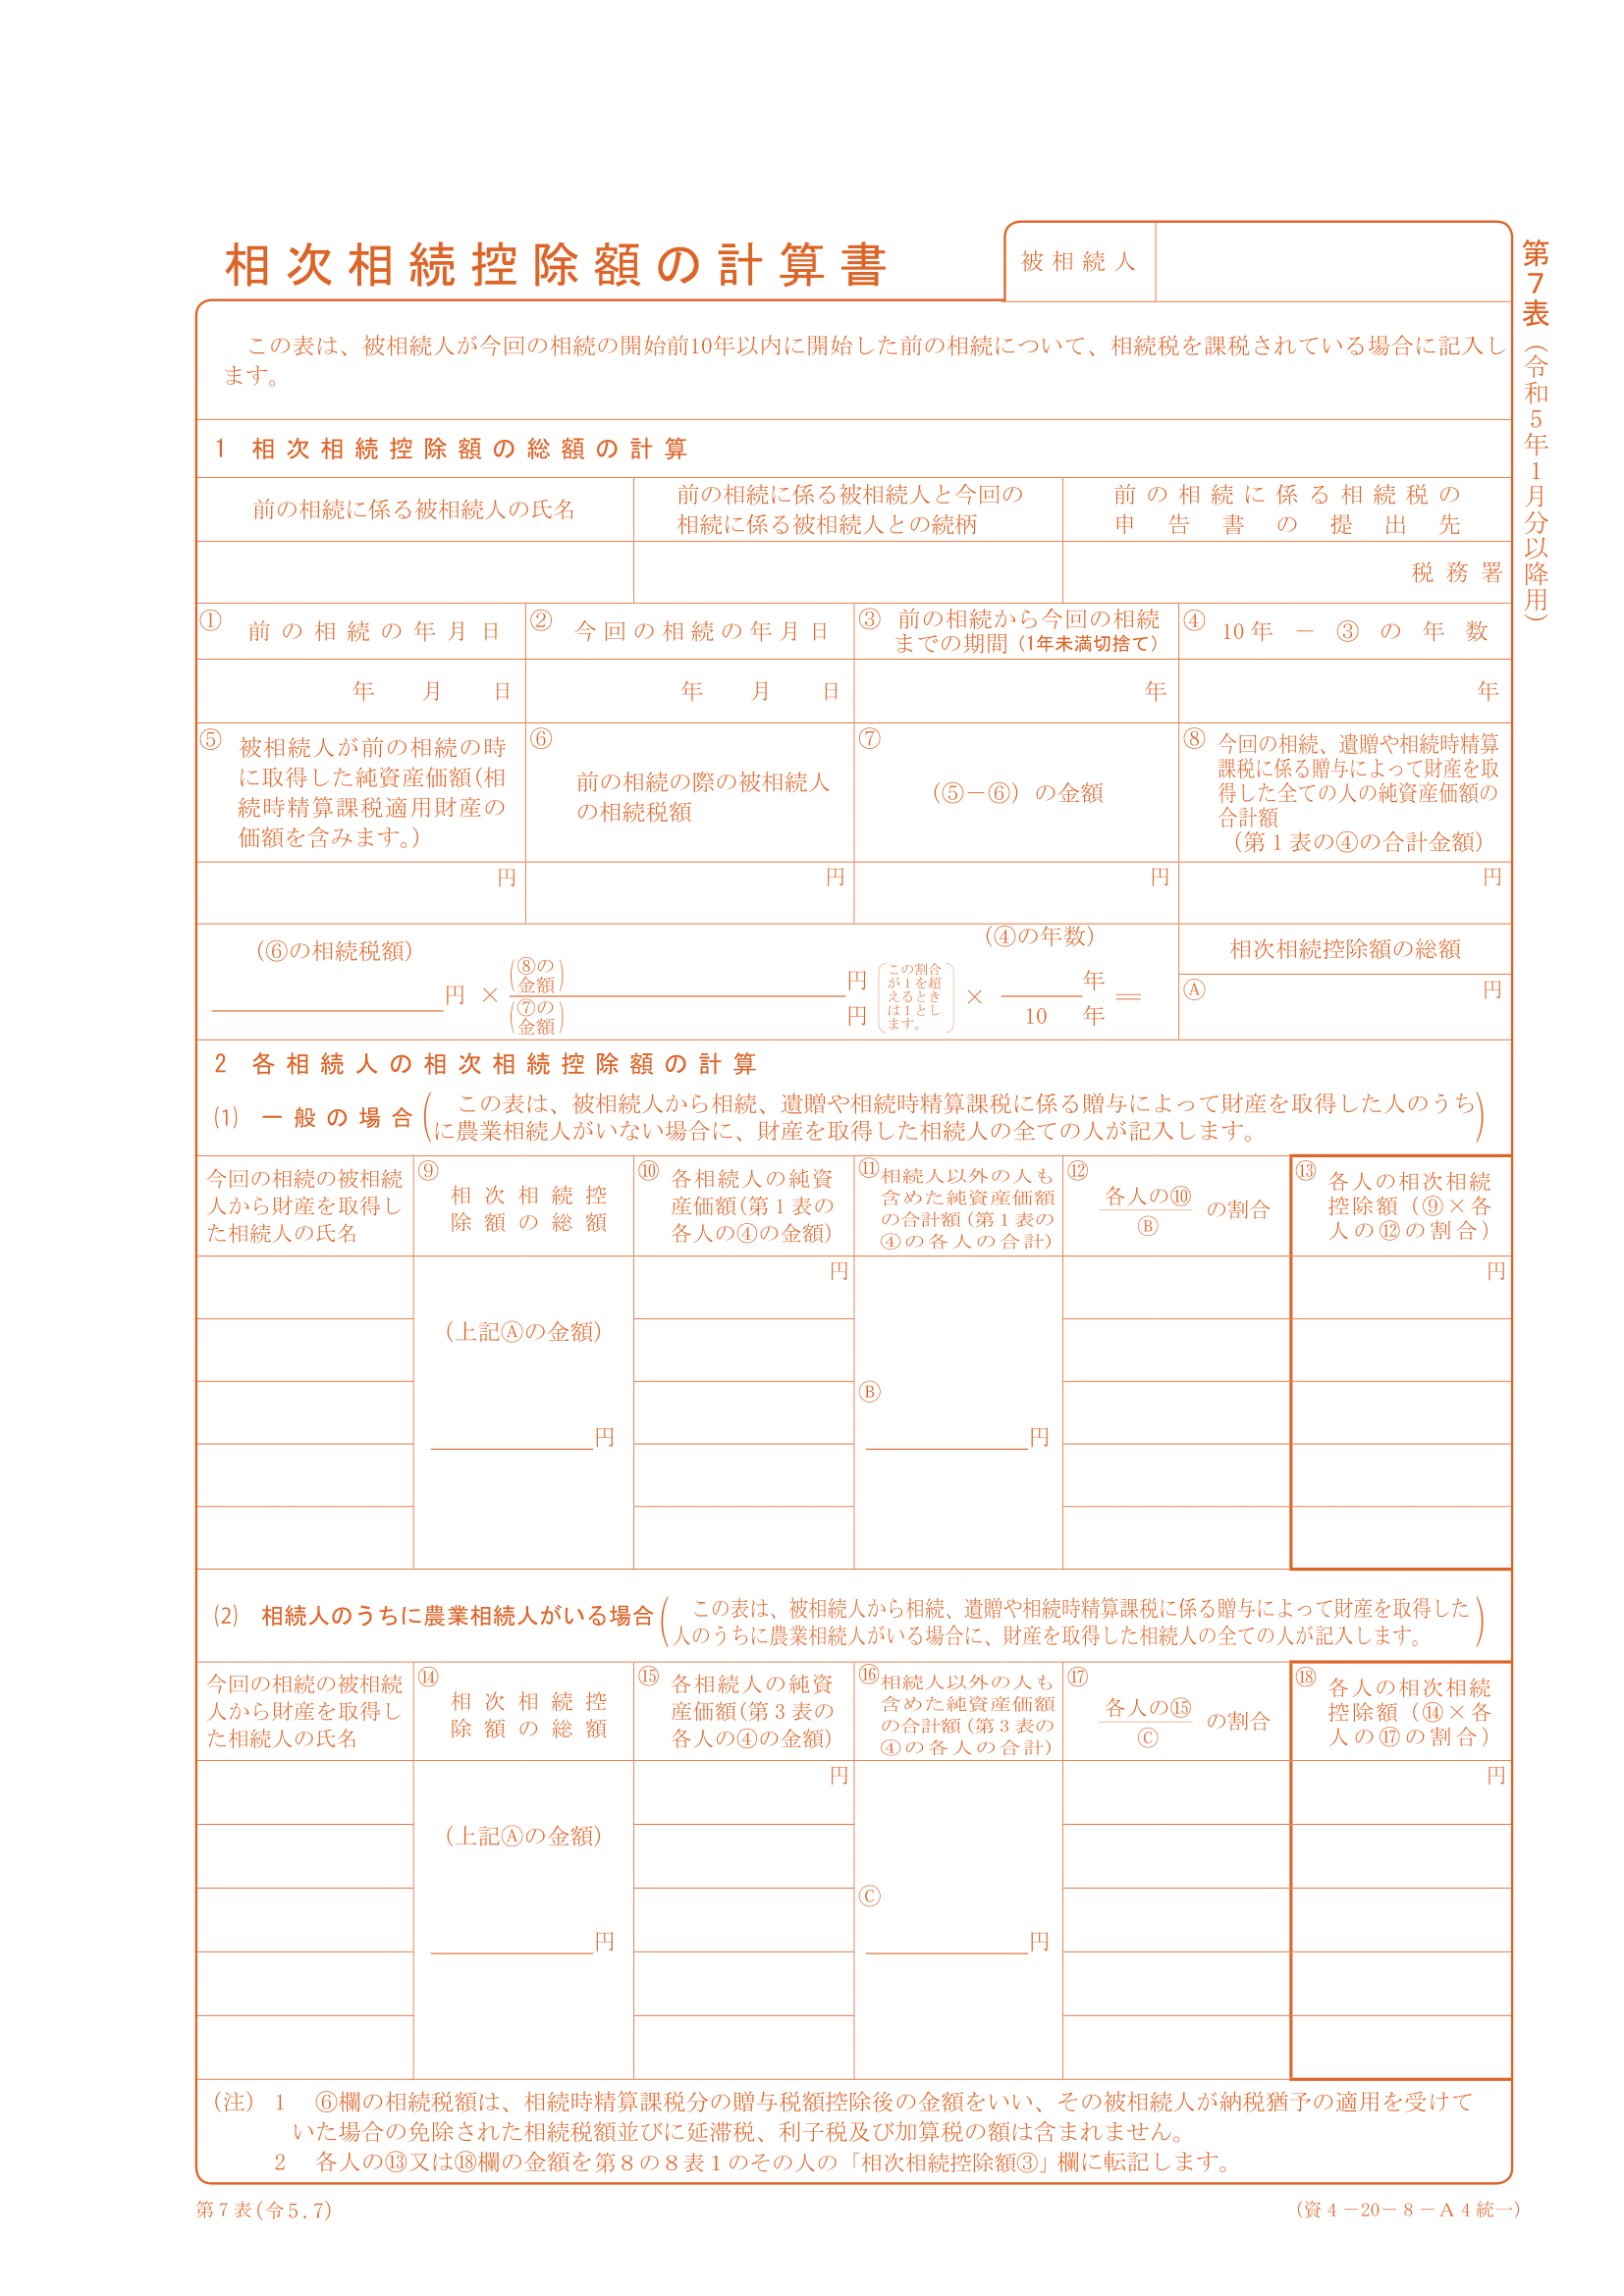 相次相続控除額の計算書
被相続人
第7表（令和5年1月分以降用）
この表は、被相続人が今回の相続の開始前10年以内に開始した前の相続について、相続税を課税されている場合に記入し
ます。
1 相次相続控除額の総額の計算
前の相続に係る被相続人の氏名
前の相続に係る被相続人と今回の
相続に係る被相続人との続柄
前の相続に係る相続税の
申告書の提出先
税務署
① 前の相続の年月日
② 今回の相続の年月日
③ 前の相続から今回の相続
までの期間（1年未満切捨て）
④ 10年－③の年数
年 月 日
年 月 日
年
年
⑤ 被相続人が前の相続の時
に取得した純資産価額（相
続時精算課税適用財産の
価額を含みます。）
⑥ 前の相続の際の被相続人
の相続税額
⑦ （⑤－⑥）の金額
⑧ 今回の相続、遺贈や相続時精算
課税に係る贈与によって財産を取
得した全ての人の純資産価額の
合計額
（第1表の④の合計金額）
円
円
円
円
（⑥の相続税額）
円 ×
（⑧の
金額）
円
（⑦の
金額）
円
この割合
が1を超
えるとき
は1とし
ます。
×
（④の年数）
年
10 年
＝
相次相続控除額の総額
Ⓐ 円
2 各相続人の相次相続控除額の計算
(1) 一般の場合
（ この表は、被相続人から相続、遺贈や相続時精算課税に係る贈与によって財産を取得した人のうち
に農業相続人がいない場合に、財産を取得した相続人の全ての人が記入します。）
今回の相続の被相続
人から財産を取得し
た相続人の氏名
⑨ 相次相続控
除額の総額
⑩ 各相続人の純資
産価額（第1表の
各人の④の金額）
⑪ 相続人以外の人も
含めた純資産価額
の合計額（第1表の
④の各人の合計）
⑫ 各人の⑩
Ⓑ
の割合
⑬ 各人の相次相続
控除額（⑨×各
人の⑫の割合）
円
円
（上記Ⓐの金額）
Ⓑ
円
円
(2) 相続人のうちに農業相続人がいる場合
（ この表は、被相続人から相続、遺贈や相続時精算課税に係る贈与によって財産を取得した
人のうちに農業相続人がいる場合に、財産を取得した相続人の全ての人が記入します。）
今回の相続の被相続
人から財産を取得し
た相続人の氏名
⑭ 相次相続控
除額の総額
⑮ 各相続人の純資
産価額（第3表の
各人の④の金額）
⑯ 相続人以外の人も
含めた純資産価額
の合計額（第3表の
④の各人の合計）
⑰ 各人の⑮
Ⓒ
の割合
⑱ 各人の相次相続
控除額（⑭×各
人の⑰の割合）
円
円
（上記Ⓐの金額）
Ⓒ
円
円
（注）1 ⑥欄の相続税額は、相続時精算課税分の贈与税額控除後の金額をいい、その被相続人が納税猶予の適用を受けて
いた場合の免除された相続税額並びに延滞税、利子税及び加算税の額は含まれません。
2 各人の⑬又は⑱欄の金額を第8の8表1のその人の「相次相続控除額③」欄に転記します。
第7表（令5.7）
（資4－20－8－A4統一）